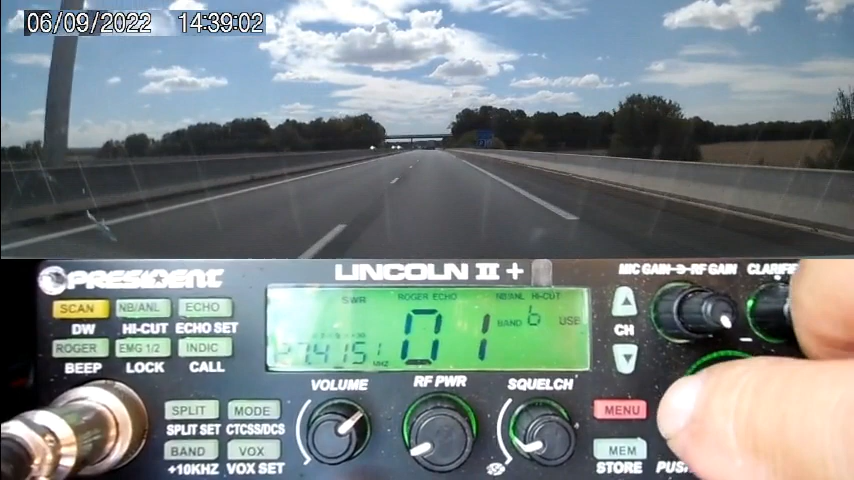 06/09/2022 14:39:02
PRESIDENT
LINCOLN II +
MIC GAIN RF GAIN CLARIFIE
SCAN NB/ANL ECHO
DW HI-CUT ECHO SET
ROGER EMG 1/2 INDIC
BEEP LOCK CALL
SWR ROGER ECHO NB/ANL HI-CUT
01 BAND b USB
MHZ
CH
VOLUME RF PWR SQUELCH
SPLIT MODE
SPLIT SET CTCSS/DCS
BAND VOX
+10KHZ VOX SET
MENU
MEM
STORE PUSH